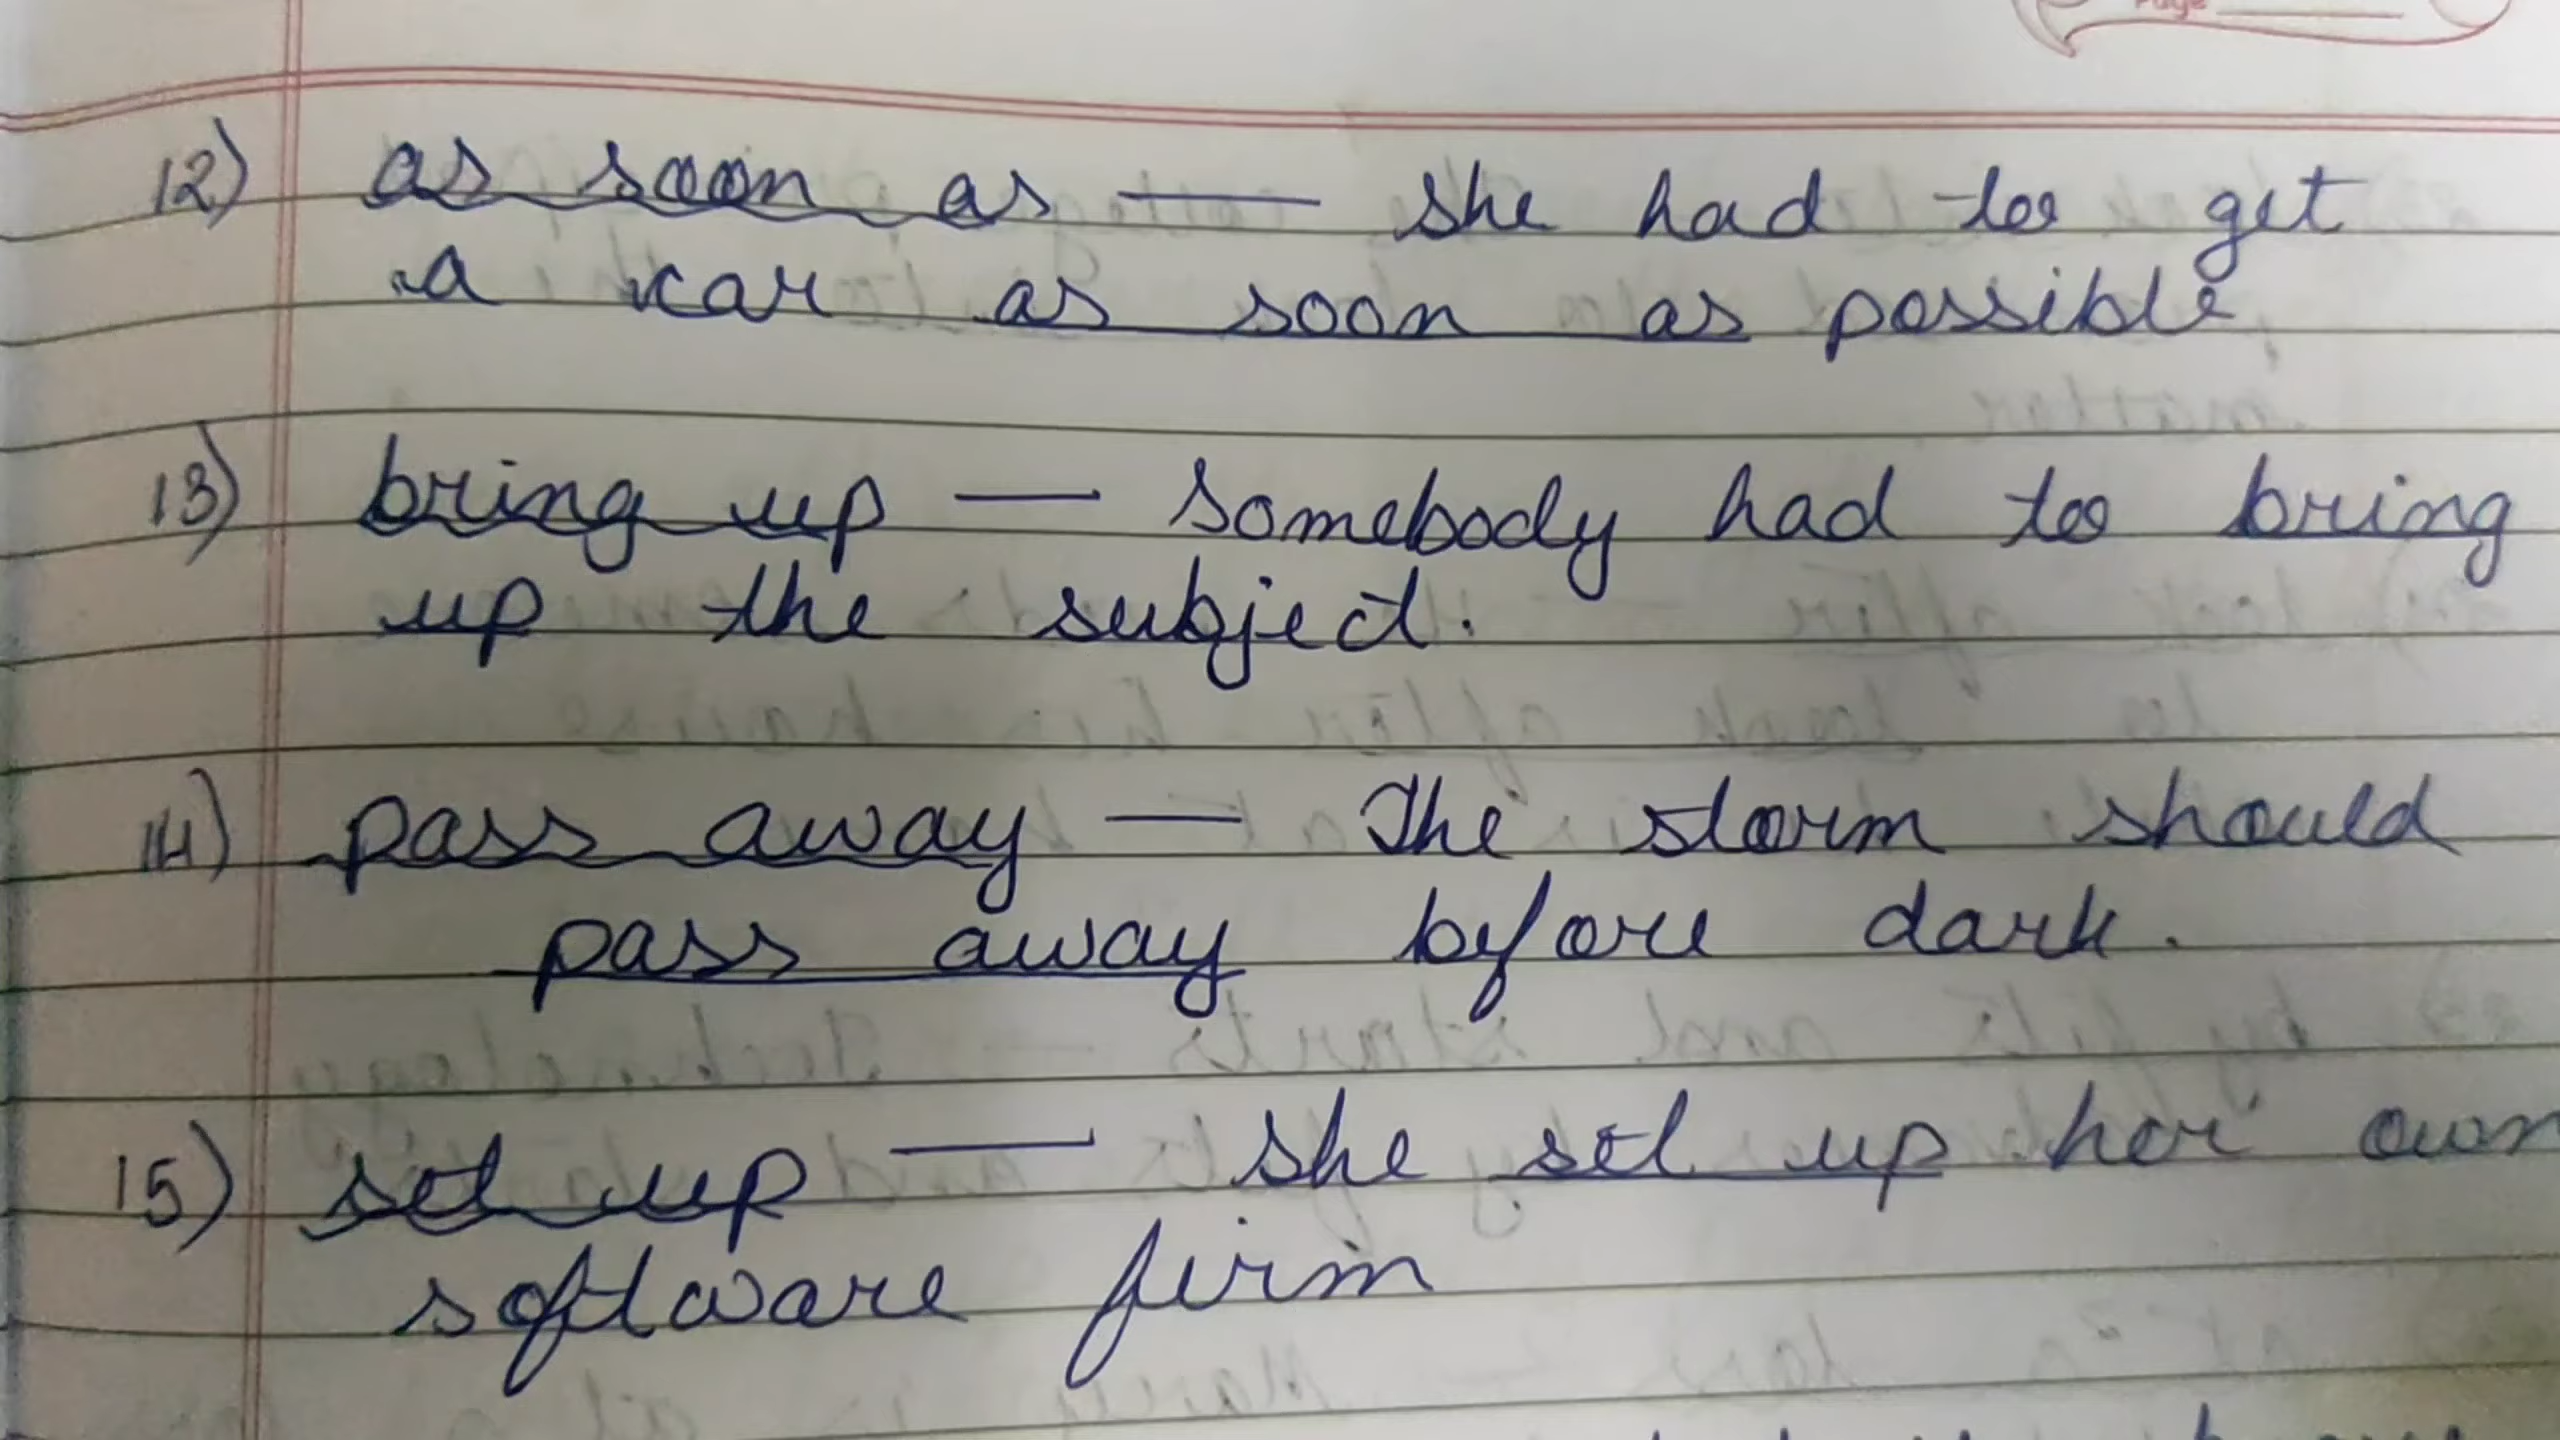 Page
12) as soon as — She had to get
a car as soon as possible
13) bring up — Somebody had to bring
up the subject.
14) pass away — The storm should
pass away before dark.
15) set up — She set up her own
software firm